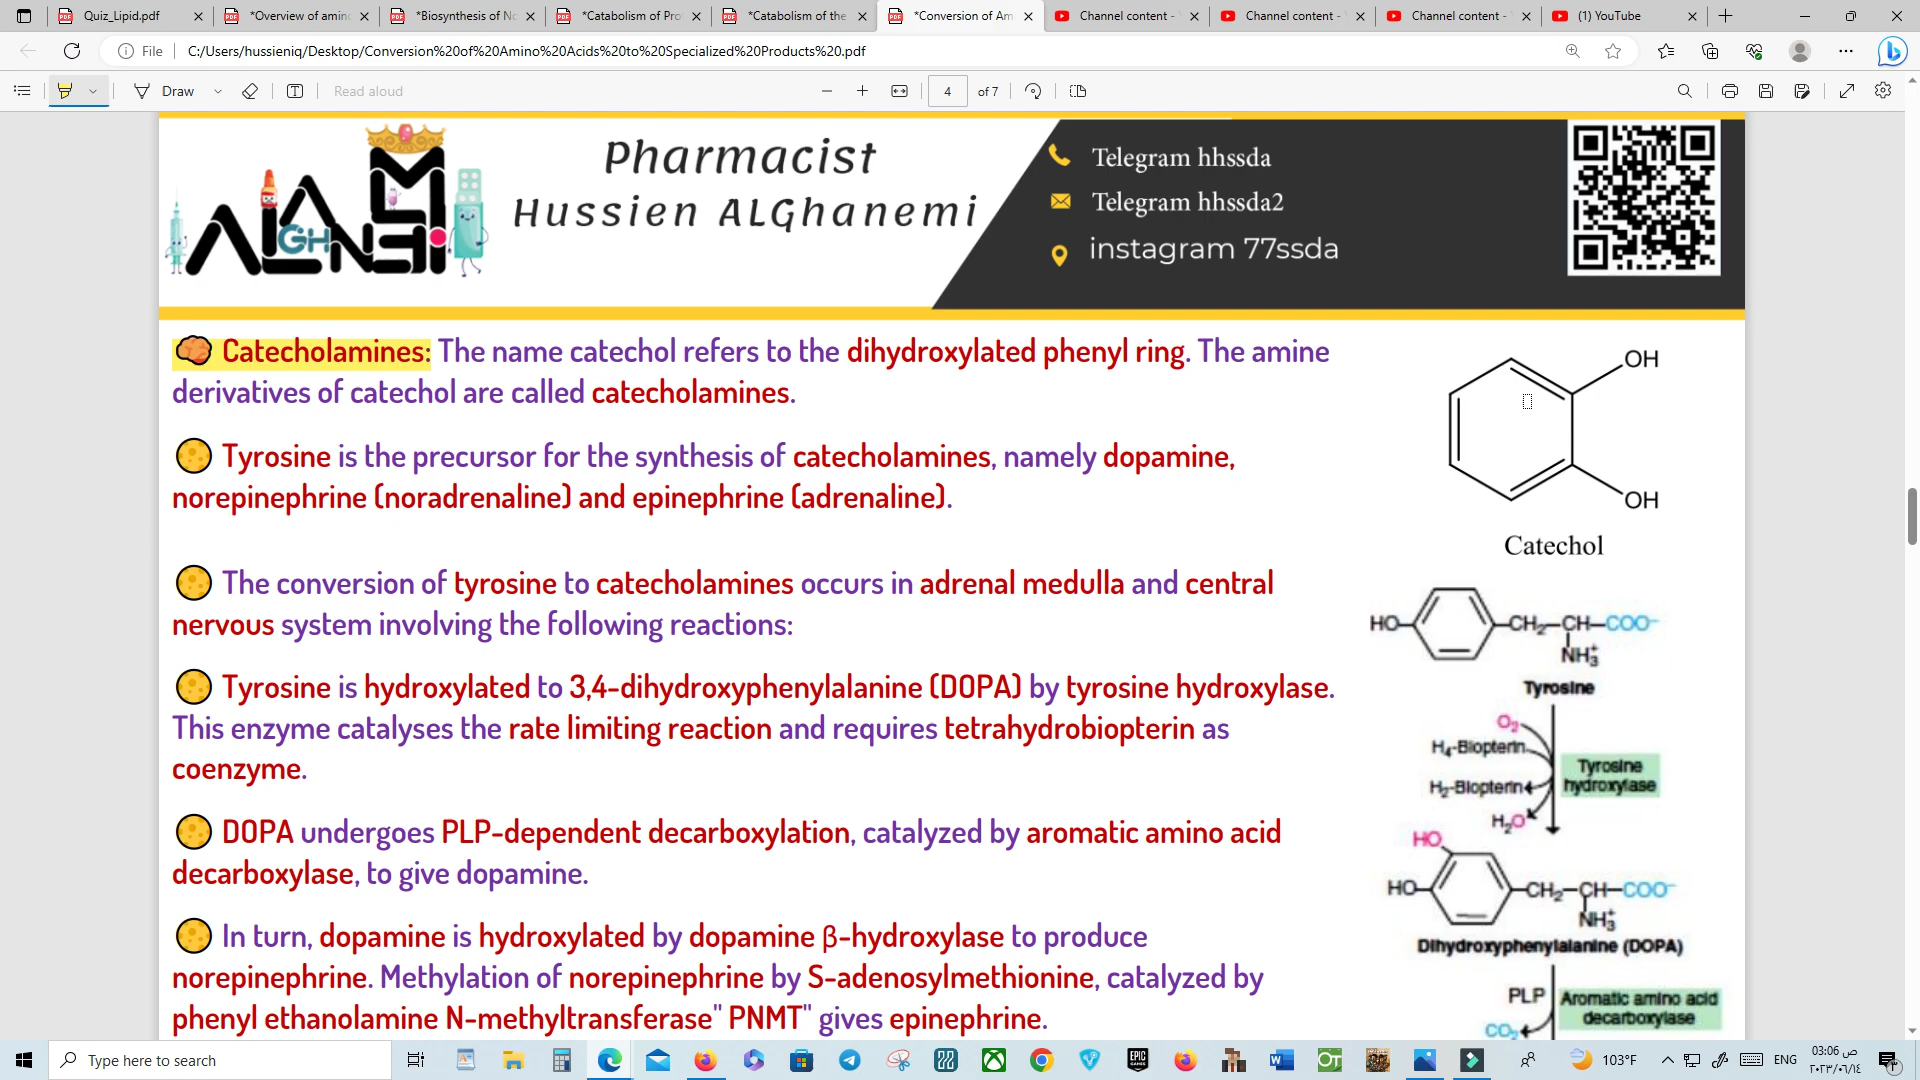 Quiz_Lipid.pdf
*Overview of amin
*Biosynthesis of No
*Catabolism of Pro
*Catabolism of the
*Conversion of Am
Channel content -
Channel content -
Channel content -
(1) YouTube
File
C:/Users/hussieniq/Desktop/Conversion%20of%20Amino%20Acids%20to%20Specialized%20Products%20.pdf
Draw
Read aloud
4 of 7
Pharmacist
Hussien ALGhanemi
Telegram hhssda
Telegram hhssda2
instagram 77ssda
Catecholamines: The name catechol refers to the dihydroxylated phenyl ring. The amine
derivatives of catechol are called catecholamines.
Tyrosine is the precursor for the synthesis of catecholamines, namely dopamine,
norepinephrine (noradrenaline) and epinephrine (adrenaline).
The conversion of tyrosine to catecholamines occurs in adrenal medulla and central
nervous system involving the following reactions:
Tyrosine is hydroxylated to 3,4-dihydroxyphenylalanine (DOPA) by tyrosine hydroxylase.
This enzyme catalyses the rate limiting reaction and requires tetrahydrobiopterin as
coenzyme.
DOPA undergoes PLP-dependent decarboxylation, catalyzed by aromatic amino acid
decarboxylase, to give dopamine.
In turn, dopamine is hydroxylated by dopamine β-hydroxylase to produce
norepinephrine. Methylation of norepinephrine by S-adenosylmethionine, catalyzed by
phenyl ethanolamine N-methyltransferase" PNMT" gives epinephrine.
OH
OH
Catechol
HO CH₂—CH—COO⁻
NH₃⁺
Tyrosine
O₂
H₄-Biopterin
Tyrosine
hydroxylase
H₂-Biopterin
H₂O
HO
HO CH₂—CH—COO⁻
NH₃⁺
Dihydroxyphenylalanine (DOPA)
PLP
Aromatic amino acid
decarboxylase
CO₂
Type here to search
103°F
ENG
03:06 ص
٢٠٢٣/٠٦/١٤